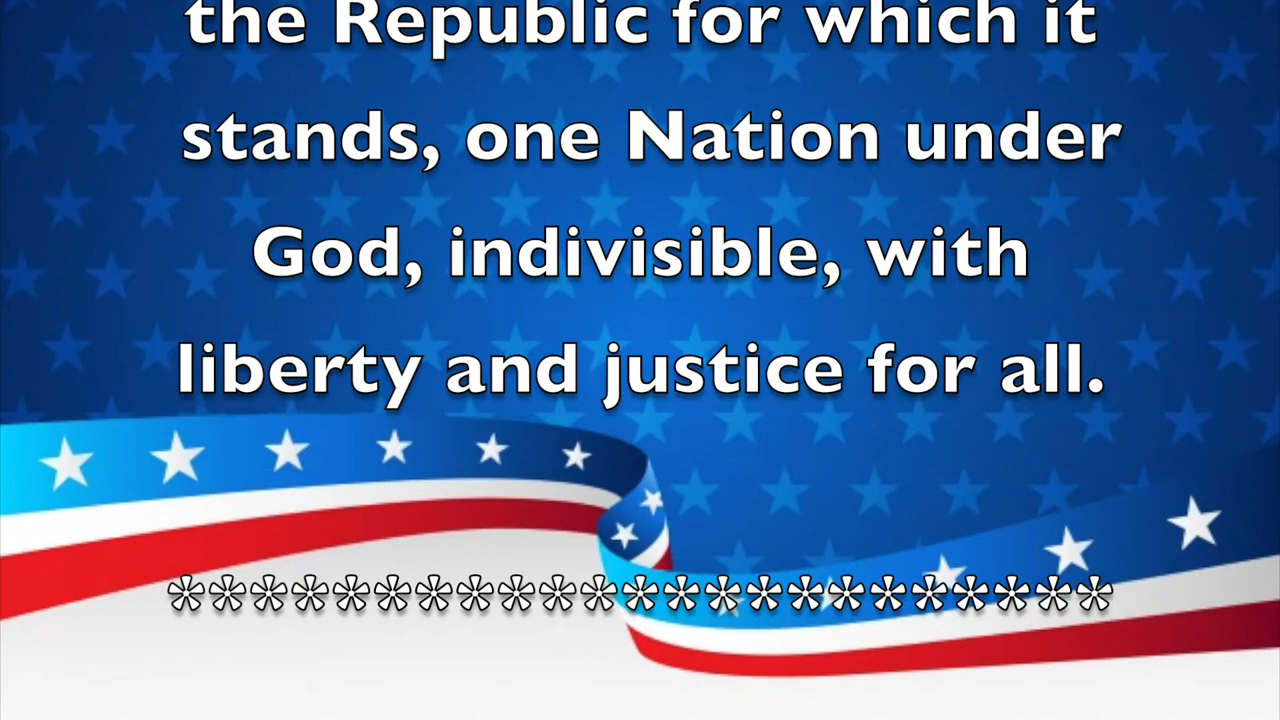 the Republic for which it
stands, one Nation under
God, indivisible, with
liberty and justice for all.
***********************